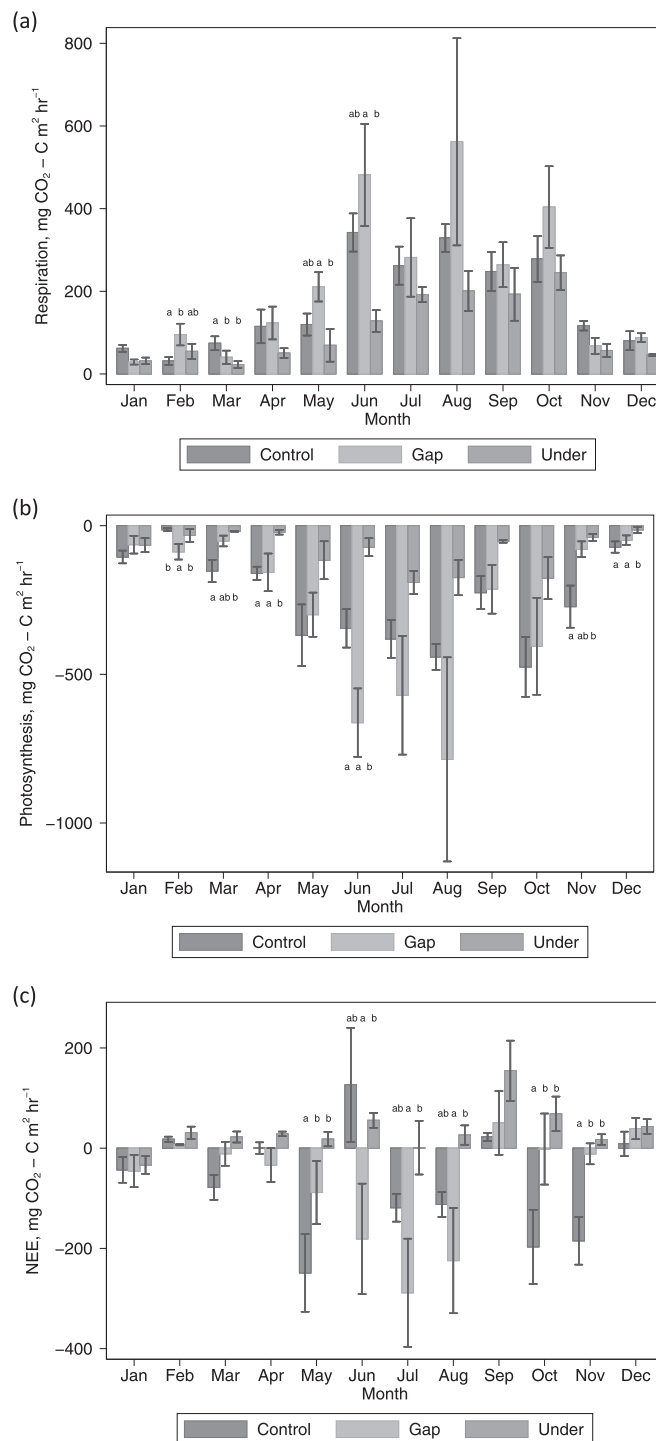 (a)
Respiration, mg CO₂ – C m² hr⁻¹
800
600
400
200
0
a b ab
a b b
ab a b
ab a b
Jan Feb Mar Apr May Jun Jul Aug Sep Oct Nov Dec
Month
Control Gap Under
(b)
Photosynthesis, mg CO₂ – C m² hr⁻¹
0
−500
−1000
b a b
a ab b
a a b
a a b
a ab b
a a b
Jan Feb Mar Apr May Jun Jul Aug Sep Oct Nov Dec
Month
Control Gap Under
(c)
NEE, mg CO₂ – C m² hr⁻¹
200
0
−200
−400
a b b
ab a b
ab a b
ab a b
a b b
a b b
Jan Feb Mar Apr May Jun Jul Aug Sep Oct Nov Dec
Month
Control Gap Under